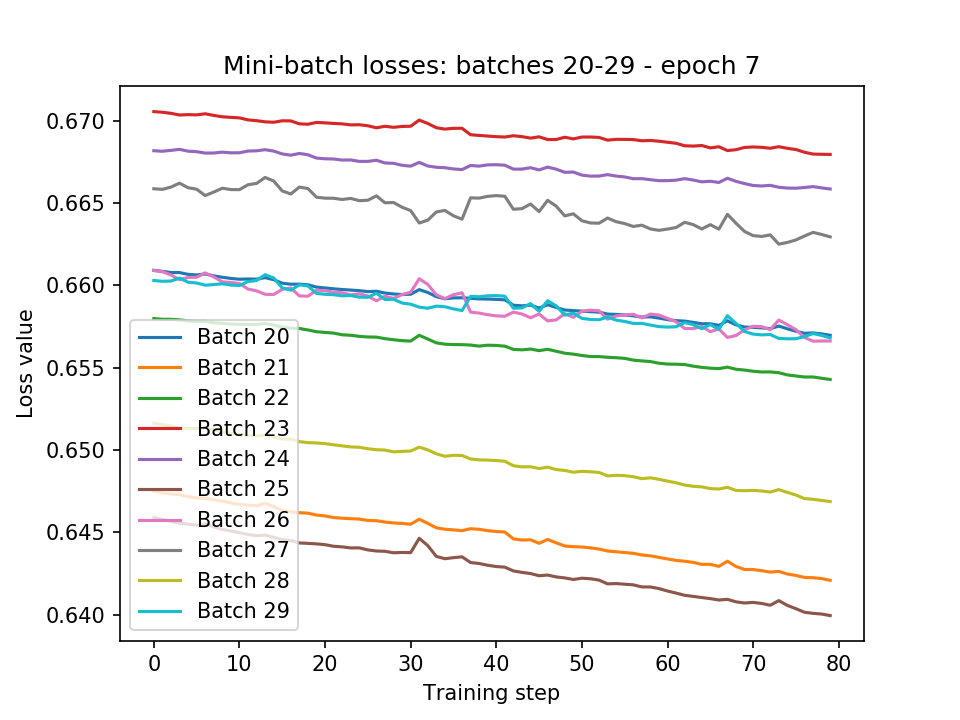 Mini-batch losses: batches 20-29 - epoch 7
0.670
0.665
0.660
0.655
0.650
0.645
0.640
Loss value
Batch 20
Batch 21
Batch 22
Batch 23
Batch 24
Batch 25
Batch 26
Batch 27
Batch 28
Batch 29
0 10 20 30 40 50 60 70 80
Training step